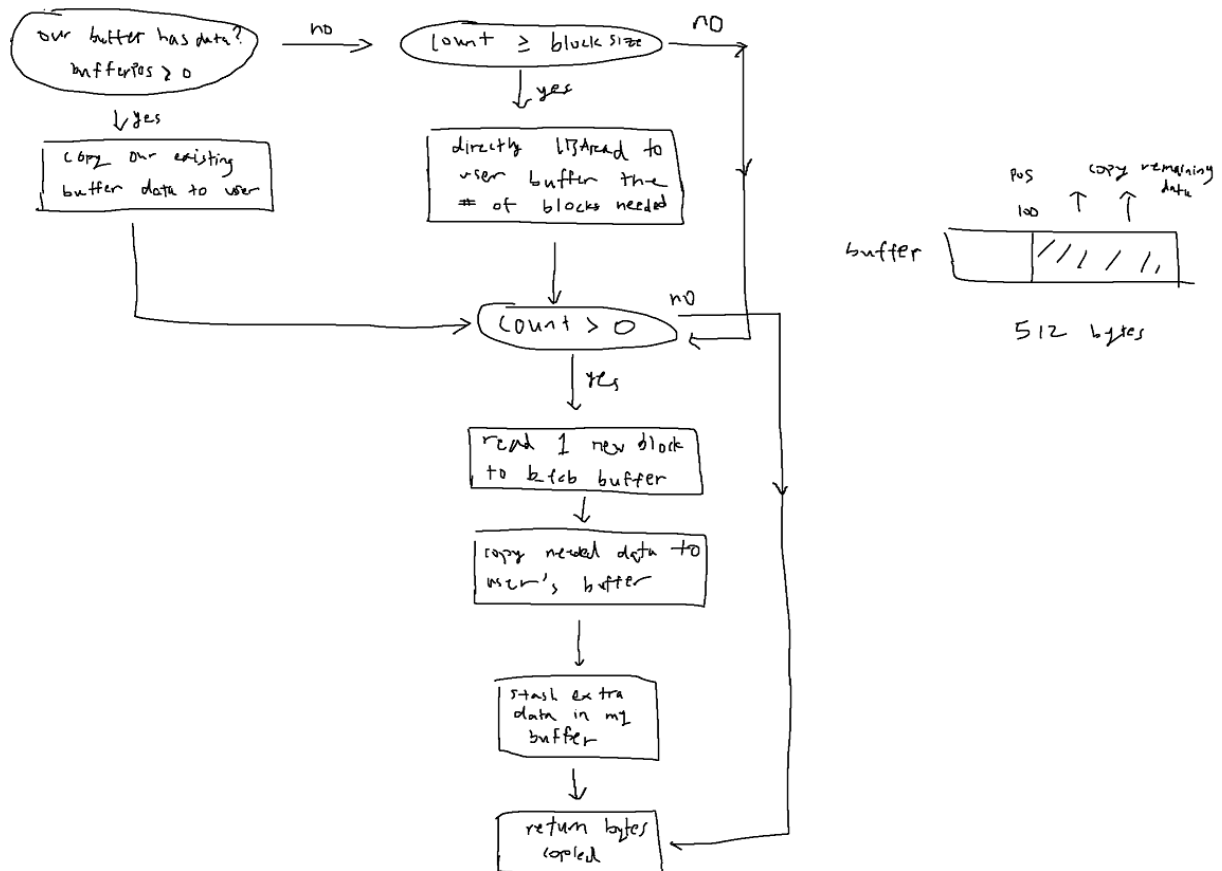 our buffer has data?
bufferpos > 0
no
count ≥ block size
no
yes
yes
copy our existing
buffer data to user
directly LBAread to
user buffer the
# of blocks needed
pos
copy remaining
data
100
buffer
512 bytes
count > 0
no
yes
read 1 new block
to b_fcb buffer
copy needed data to
user's buffer
stash extra
data in my
buffer
return bytes
copied